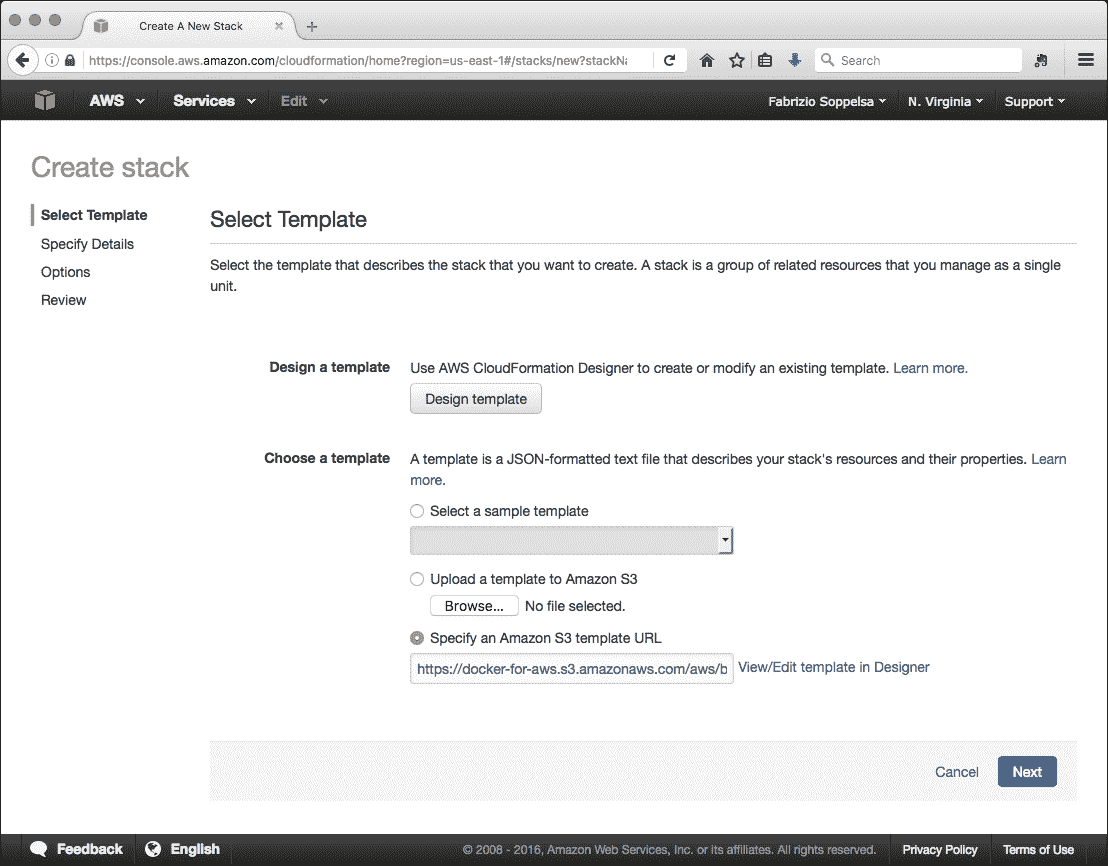 Create A New Stack
https://console.aws.amazon.com/cloudformation/home?region=us-east-1#/stacks/new?stackNa
Search
AWS Services Edit Fabrizio Soppelsa N. Virginia Support
Create stack
Select Template
Specify Details
Options
Review
Select Template
Select the template that describes the stack that you want to create. A stack is a group of related resources that you manage as a single
unit.
Design a template Use AWS CloudFormation Designer to create or modify an existing template. Learn more.
Design template
Choose a template A template is a JSON-formatted text file that describes your stack's resources and their properties. Learn
more.
Select a sample template
Upload a template to Amazon S3
Browse... No file selected.
Specify an Amazon S3 template URL
https://docker-for-aws.s3.amazonaws.com/aws/b View/Edit template in Designer
Cancel Next
Feedback English © 2008 - 2016, Amazon Web Services, Inc. or its affiliates. All rights reserved. Privacy Policy Terms of Use